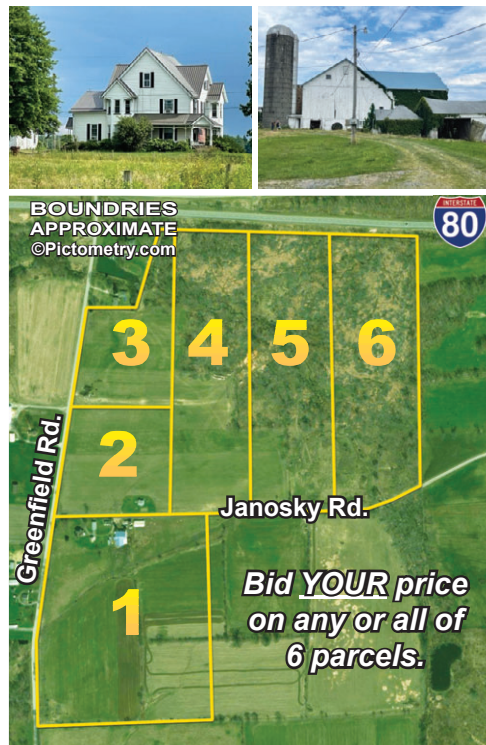 BOUNDRIES
APPROXIMATE
©Pictometry.com
INTERSTATE
80
3
4
5
6
2
Greenfield Rd.
Janosky Rd.
1
Bid YOUR price
on any or all of
6 parcels.